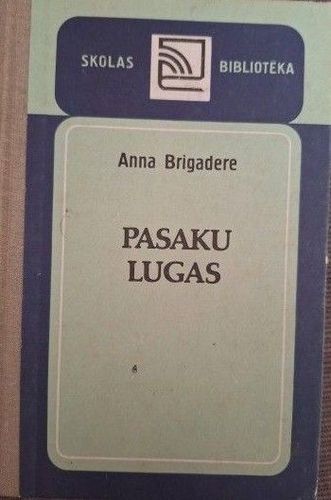 SKOLAS BIBLIOTĒKA
Anna Brigadere
PASAKU
LUGAS